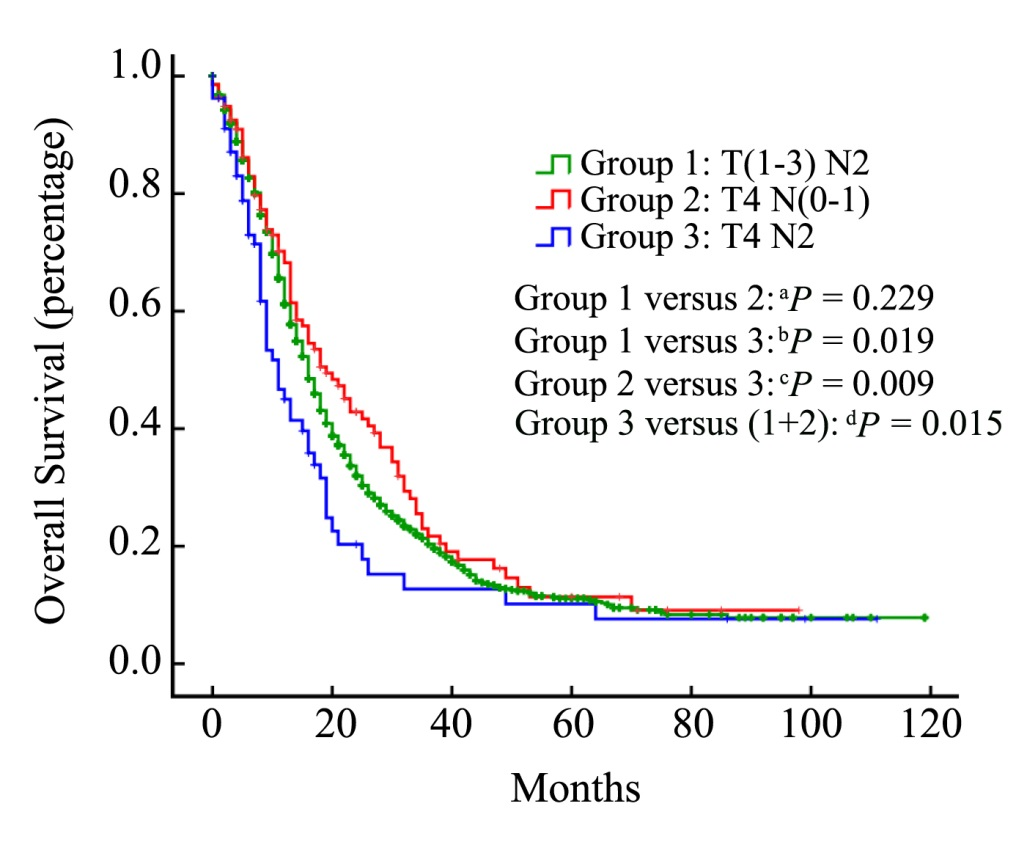 Overall Survival (percentage)
1.0
0.8
0.6
0.4
0.2
0.0
Group 1: T(1-3) N2
Group 2: T4 N(0-1)
Group 3: T4 N2
Group 1 versus 2: ᵃP = 0.229
Group 1 versus 3: ᵇP = 0.019
Group 2 versus 3: ᶜP = 0.009
Group 3 versus (1+2): ᵈP = 0.015
0 20 40 60 80 100 120
Months